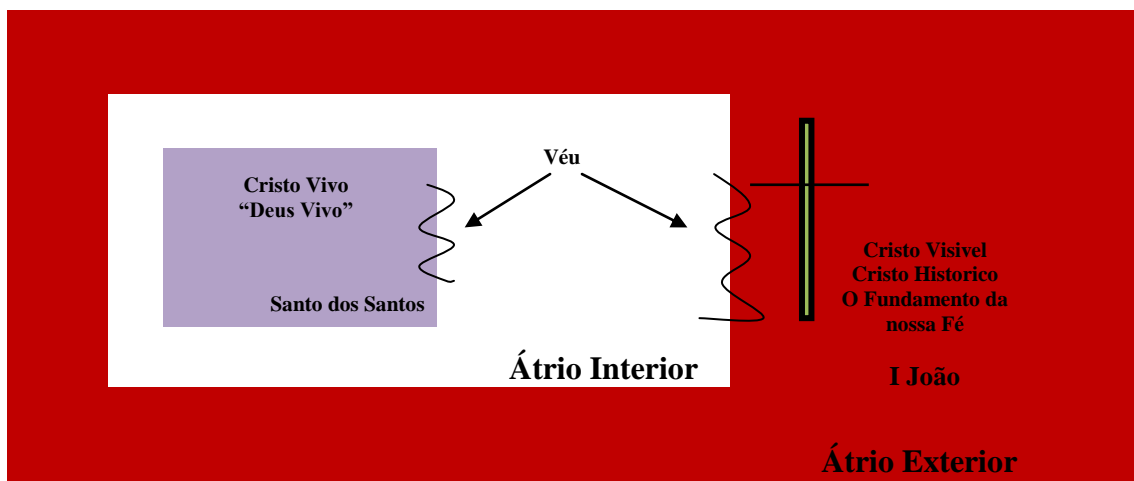 Véu
Cristo Vivo
“Deus Vivo”
Santo dos Santos
Átrio Interior
Cristo Visivel
Cristo Historico
O Fundamento da
nossa Fé
I João
Átrio Exterior